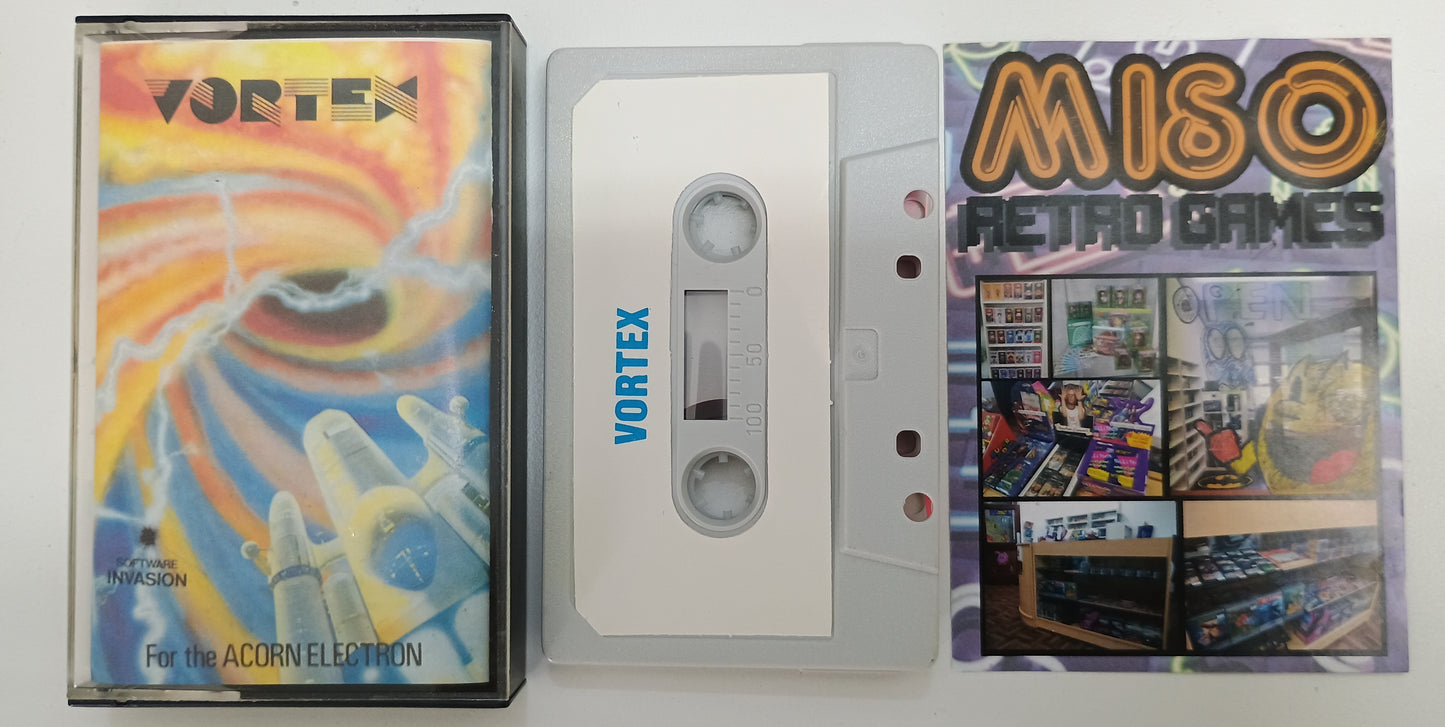 VORTEX
SOFTWARE
INVASION
For the ACORN ELECTRON
VORTEX
0
50
100
MISO
RETRO GAMES
OPEN